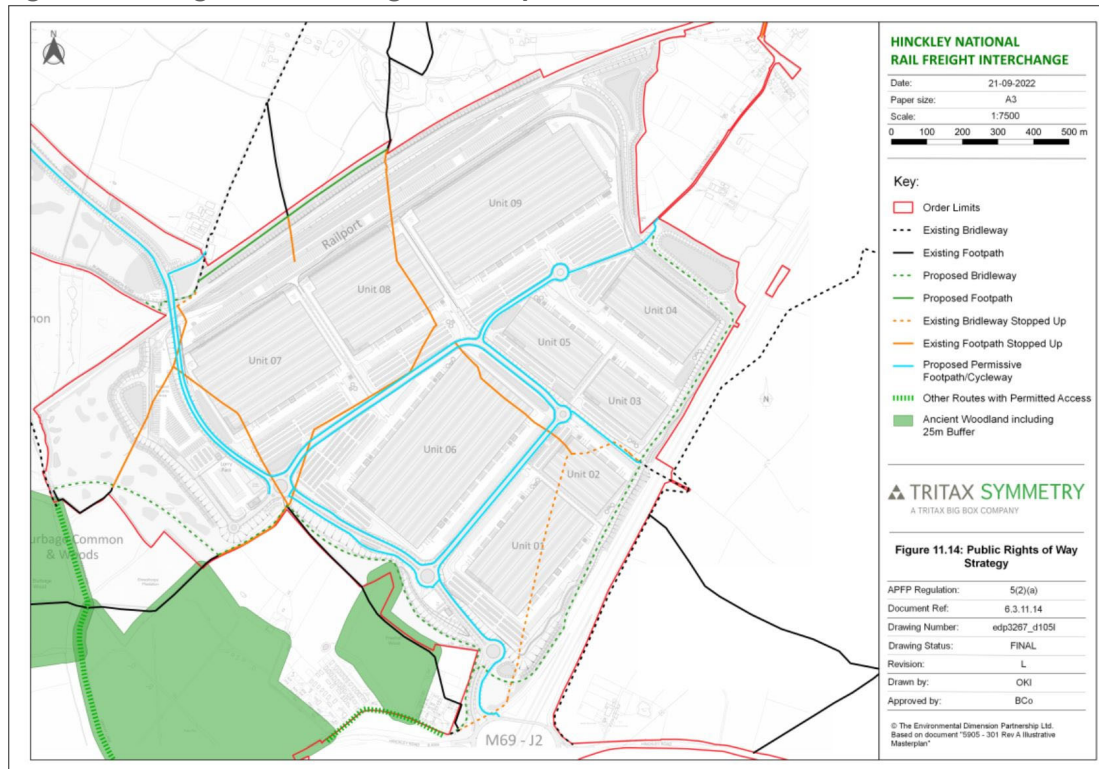 N
Unit 09
Railport
Unit 08
Unit 04
Unit 07
Unit 05
Unit 03
Unit 06
Unit 02
Unit 01
Common
& Woods
M69 - J2
N
HINCKLEY NATIONAL
RAIL FREIGHT INTERCHANGE
Date: 21-09-2022
Paper size: A3
Scale: 1:7500
0 100 200 300 400 500 m
Key:
Order Limits
Existing Bridleway
Existing Footpath
Proposed Bridleway
Proposed Footpath
Existing Bridleway Stopped Up
Existing Footpath Stopped Up
Proposed Permissive
Footpath/Cycleway
Other Routes with Permitted Access
Ancient Woodland including
25m Buffer
TRITAX SYMMETRY
A TRITAX BIG BOX COMPANY
Figure 11.14: Public Rights of Way
Strategy
APFP Regulation: 5(2)(a)
Document Ref: 6.3.11.14
Drawing Number: edp3267_d105l
Drawing Status: FINAL
Revision: L
Drawn by: OKI
Approved by: BCo
© The Environmental Dimension Partnership Ltd.
Based on document "5905 - 301 Rev A Illustrative
Masterplan"